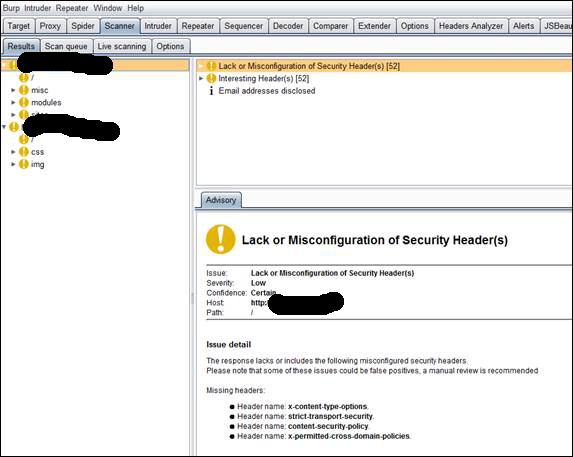 Burp Intruder Repeater Window Help
Target Proxy Spider Scanner Intruder Repeater Sequencer Decoder Comparer Extender Options Headers Analyzer Alerts JSBeau
Results Scan queue Live scanning Options
/
misc
modules
/
css
img
Lack or Misconfiguration of Security Header(s) [52]
Interesting Header(s) [52]
Email addresses disclosed
Advisory
Lack or Misconfiguration of Security Header(s)
Issue: Lack or Misconfiguration of Security Header(s)
Severity: Low
Confidence: Certain
Host: http:
Path: /
Issue detail
The response lacks or includes the following misconfigured security headers.
Please note that some of these issues could be false positives, a manual review is recommended
Missing headers:
Header name: x-content-type-options.
Header name: strict-transport-security.
Header name: content-security-policy.
Header name: x-permitted-cross-domain-policies.